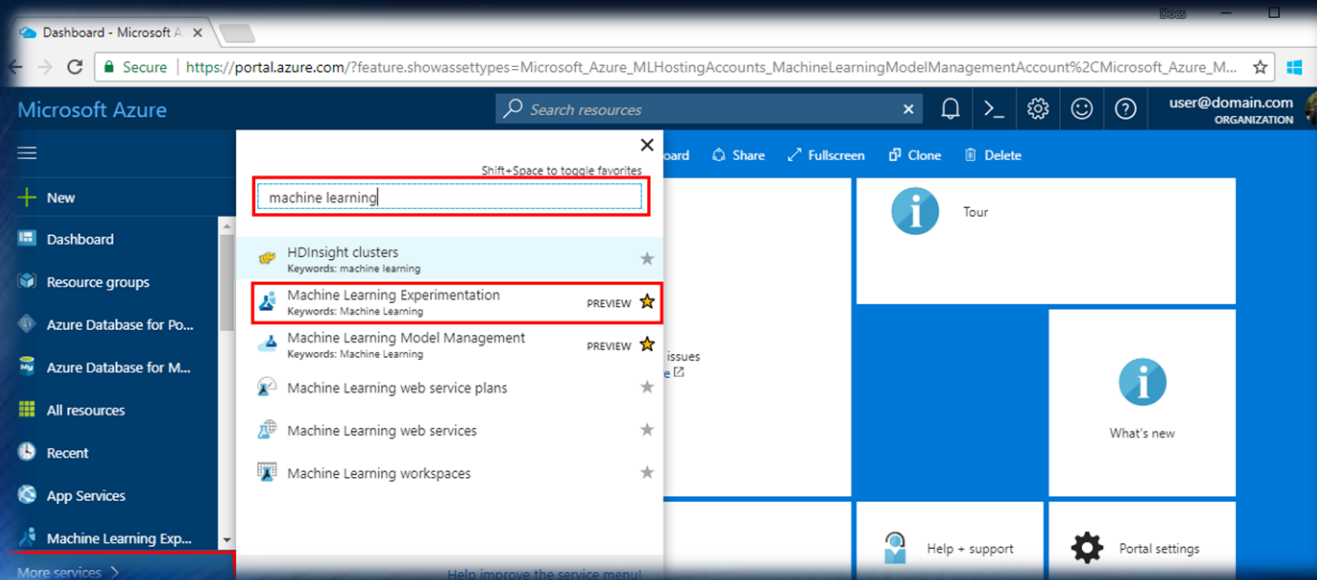 Docs
Dashboard - Microsoft A
Secure
https://portal.azure.com/?feature.showassettypes=Microsoft_Azure_MLHostingAccounts_MachineLearningModelManagementAccount%2CMicrosoft_Azure_M...
Microsoft Azure
Search resources
user@domain.com
ORGANIZATION
oard
Share
Fullscreen
Clone
Delete
New
Dashboard
Resource groups
Azure Database for Po...
Azure Database for M...
All resources
Recent
App Services
Machine Learning Exp...
More services
Shift+Space to toggle favorites
machine learning
HDInsight clusters
Keywords: machine learning
Machine Learning Experimentation
PREVIEW
Keywords: Machine Learning
Machine Learning Model Management
PREVIEW
Keywords: Machine Learning
Machine Learning web service plans
Machine Learning web services
Machine Learning workspaces
Help improve the service menu!
issues
e
Tour
What's new
Help + support
Portal settings